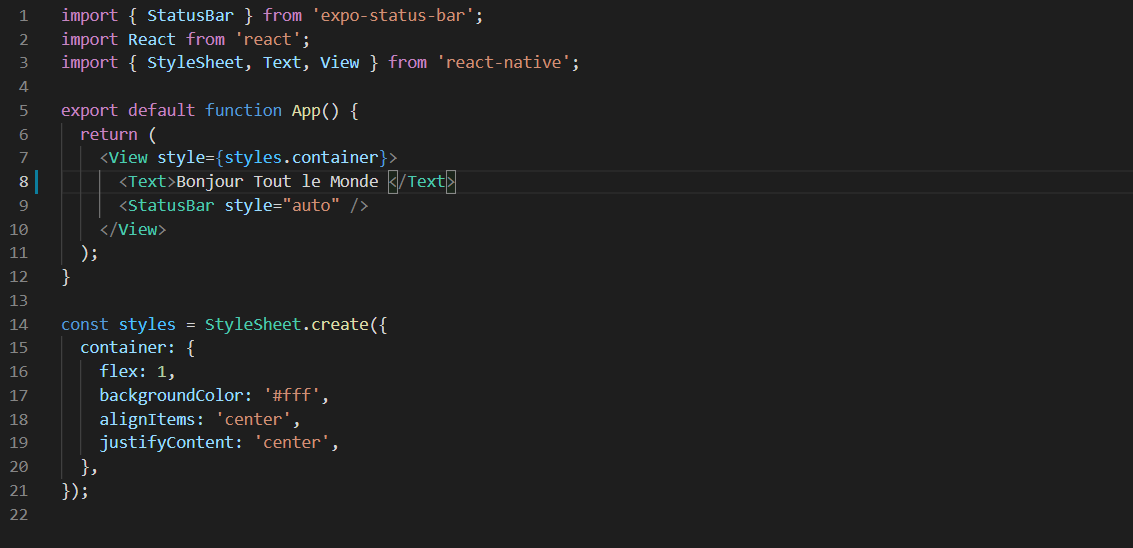 1 import { StatusBar } from 'expo-status-bar';
2 import React from 'react';
3 import { StyleSheet, Text, View } from 'react-native';
4
5 export default function App() {
6   return (
7     <View style={styles.container}>
8       <Text>Bonjour Tout le Monde </Text>
9       <StatusBar style="auto" />
10     </View>
11   );
12 }
13
14 const styles = StyleSheet.create({
15   container: {
16     flex: 1,
17     backgroundColor: '#fff',
18     alignItems: 'center',
19     justifyContent: 'center',
20   },
21 });
22